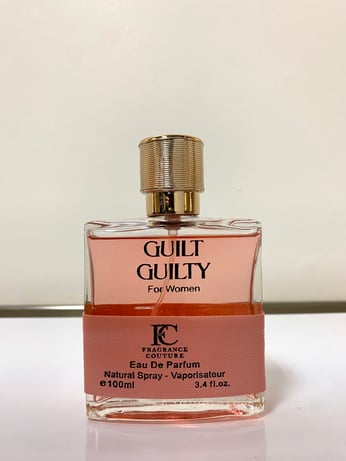 GUILT
GUILTY
For Women
FC
FRAGRANCE
COUTURE
Eau De Parfum
Natural Spray - Vaporisateur
℮100ml 3.4 fl.oz.